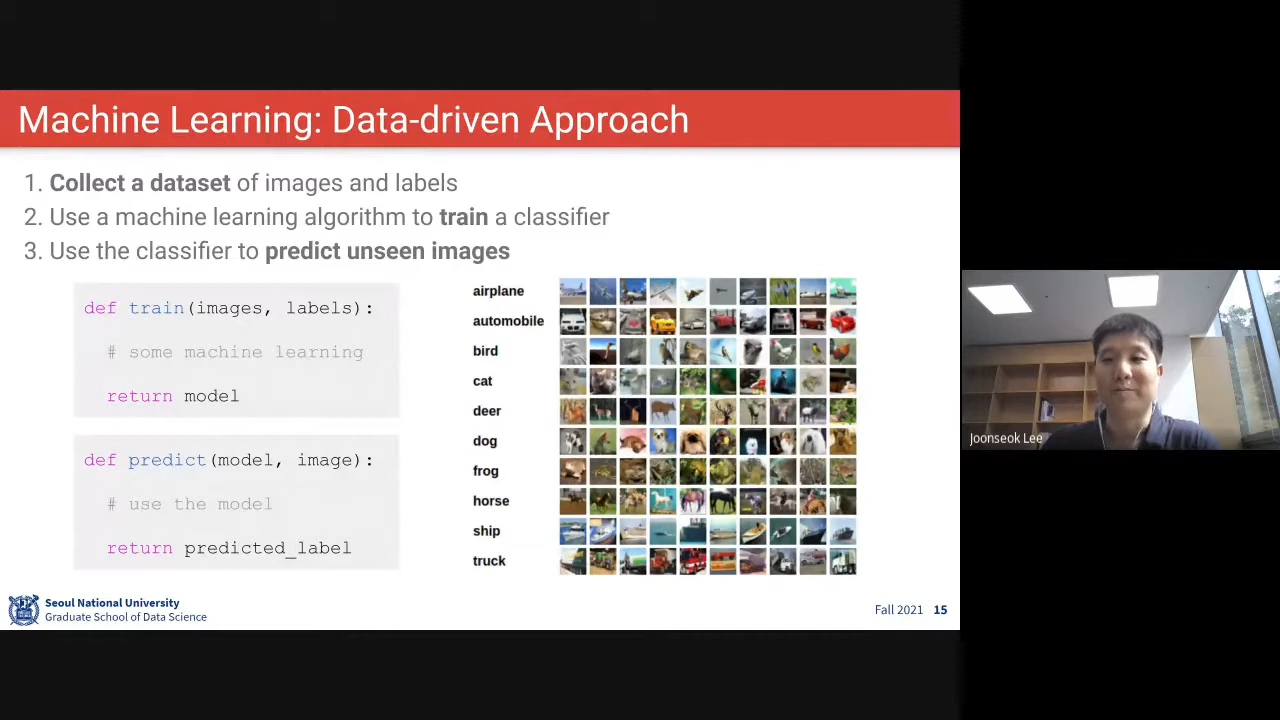 Machine Learning: Data-driven Approach
1. Collect a dataset of images and labels
2. Use a machine learning algorithm to train a classifier
3. Use the classifier to predict unseen images
def train(images, labels):
# some machine learning
return model
def predict(model, image):
# use the model
return predicted_label
airplane
automobile
bird
cat
deer
dog
frog
horse
ship
truck
Seoul National University
Graduate School of Data Science
Fall 2021 15
Joonseok Lee